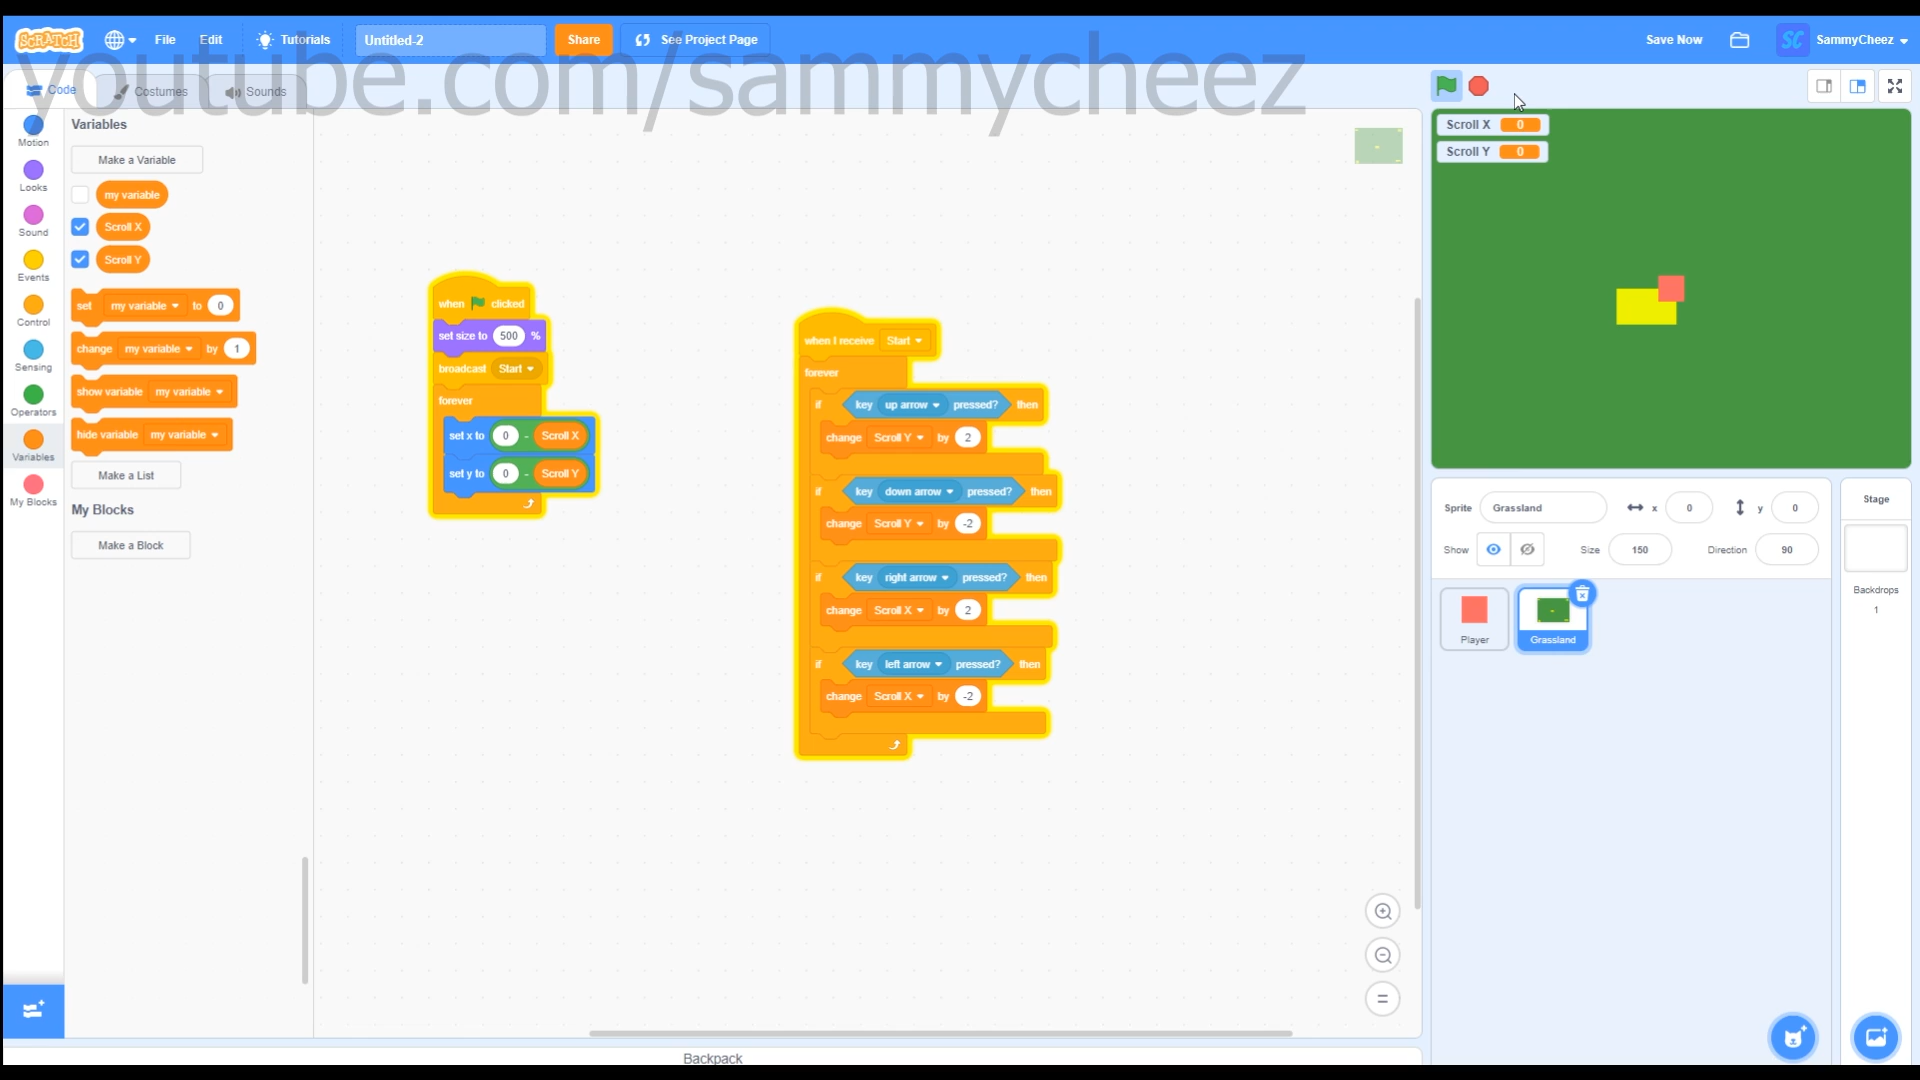 SCRATCH File Edit Tutorials Untitled-2 Share See Project Page Save Now SC SammyCheez
youtube.com/sammycheez
Code Costumes Sounds
Motion
Looks
Sound
Events
Control
Sensing
Operators
Variables
My Blocks
Variables
Make a Variable
my variable
Scroll X
Scroll Y
set my variable to 0
change my variable by 1
show variable my variable
hide variable my variable
Make a List
My Blocks
Make a Block
when clicked
set size to 500 %
broadcast Start
forever
set x to 0 - Scroll X
set y to 0 - Scroll Y
when I receive Start
forever
if key up arrow pressed? then
change Scroll Y by 2
if key down arrow pressed? then
change Scroll Y by -2
if key right arrow pressed? then
change Scroll X by 2
if key left arrow pressed? then
change Scroll X by -2
Backpack
Scroll X 0
Scroll Y 0
Sprite Grassland x 0 y 0
Show Size 150 Direction 90
Player
Grassland
Stage
Backdrops
1